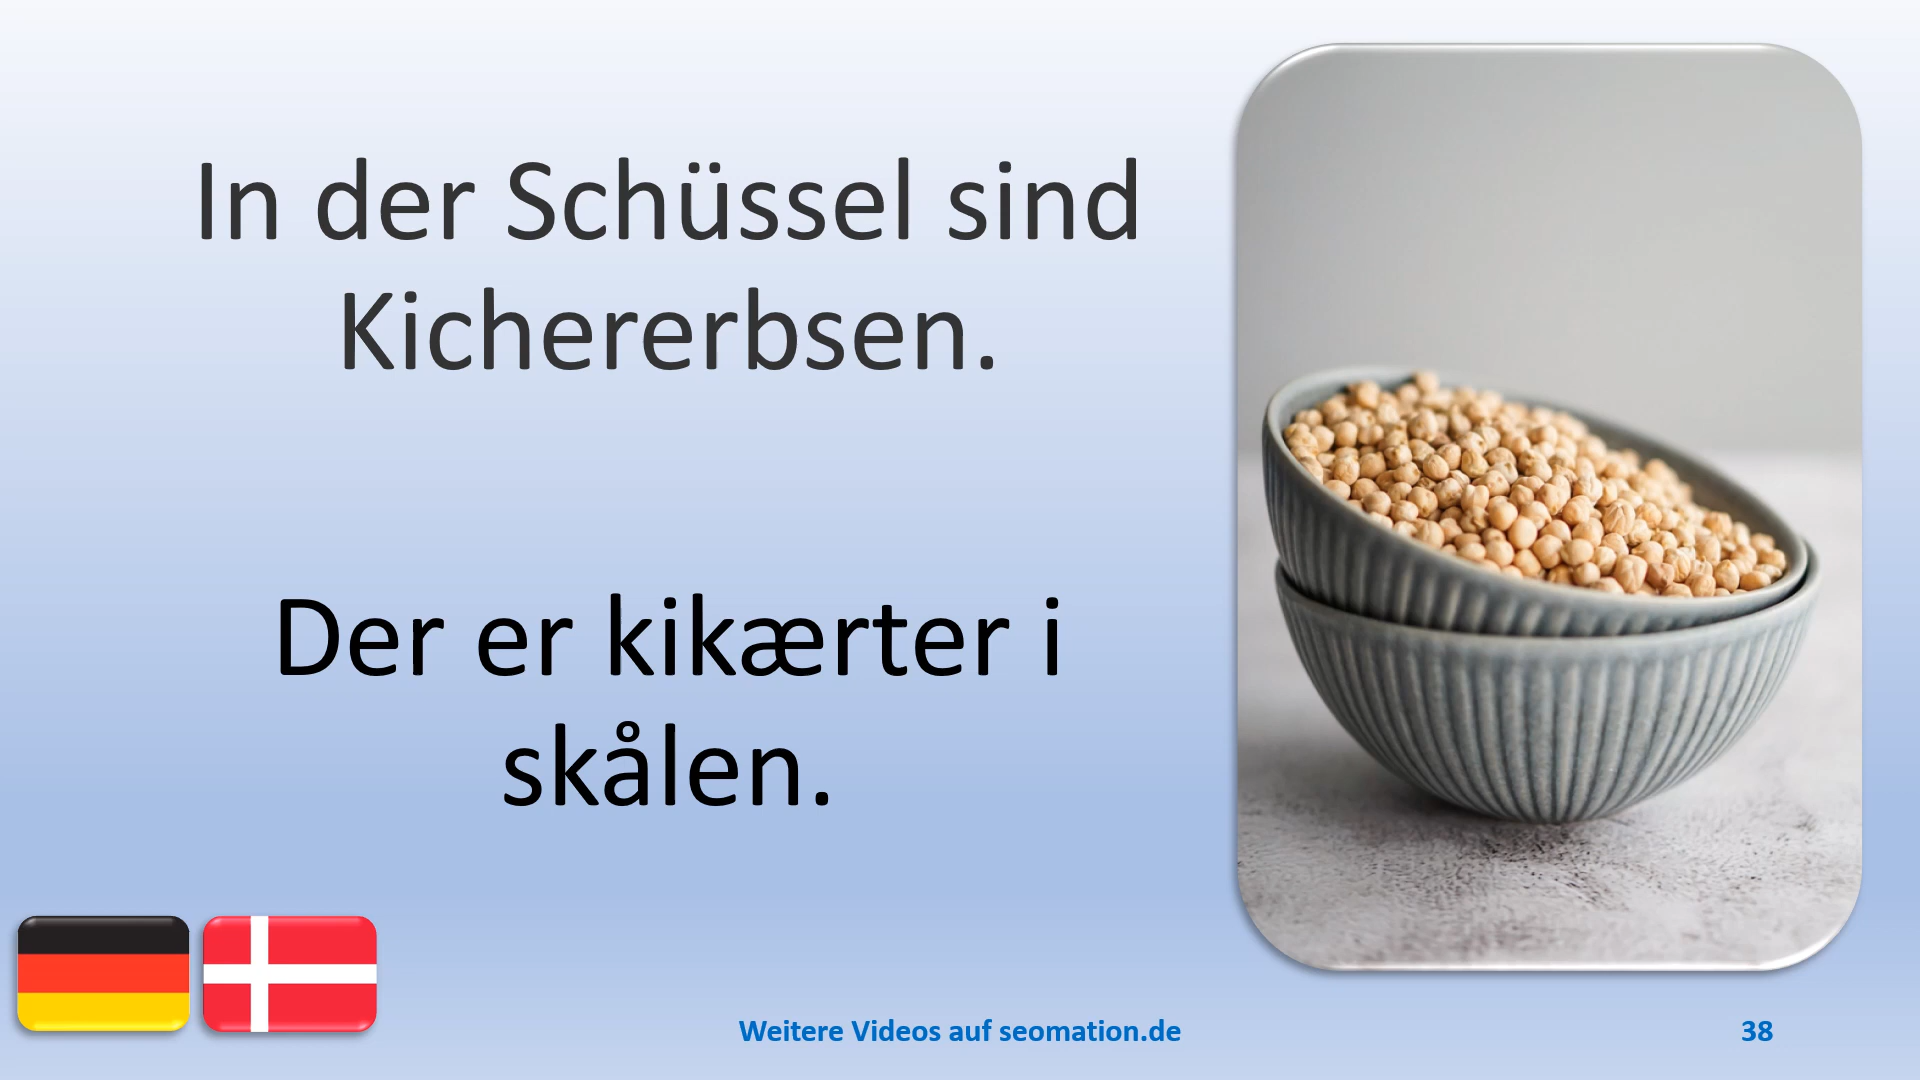 In der Schüssel sind
Kichererbsen.
Der er kikærter i
skålen.
Weitere Videos auf seomation.de
38